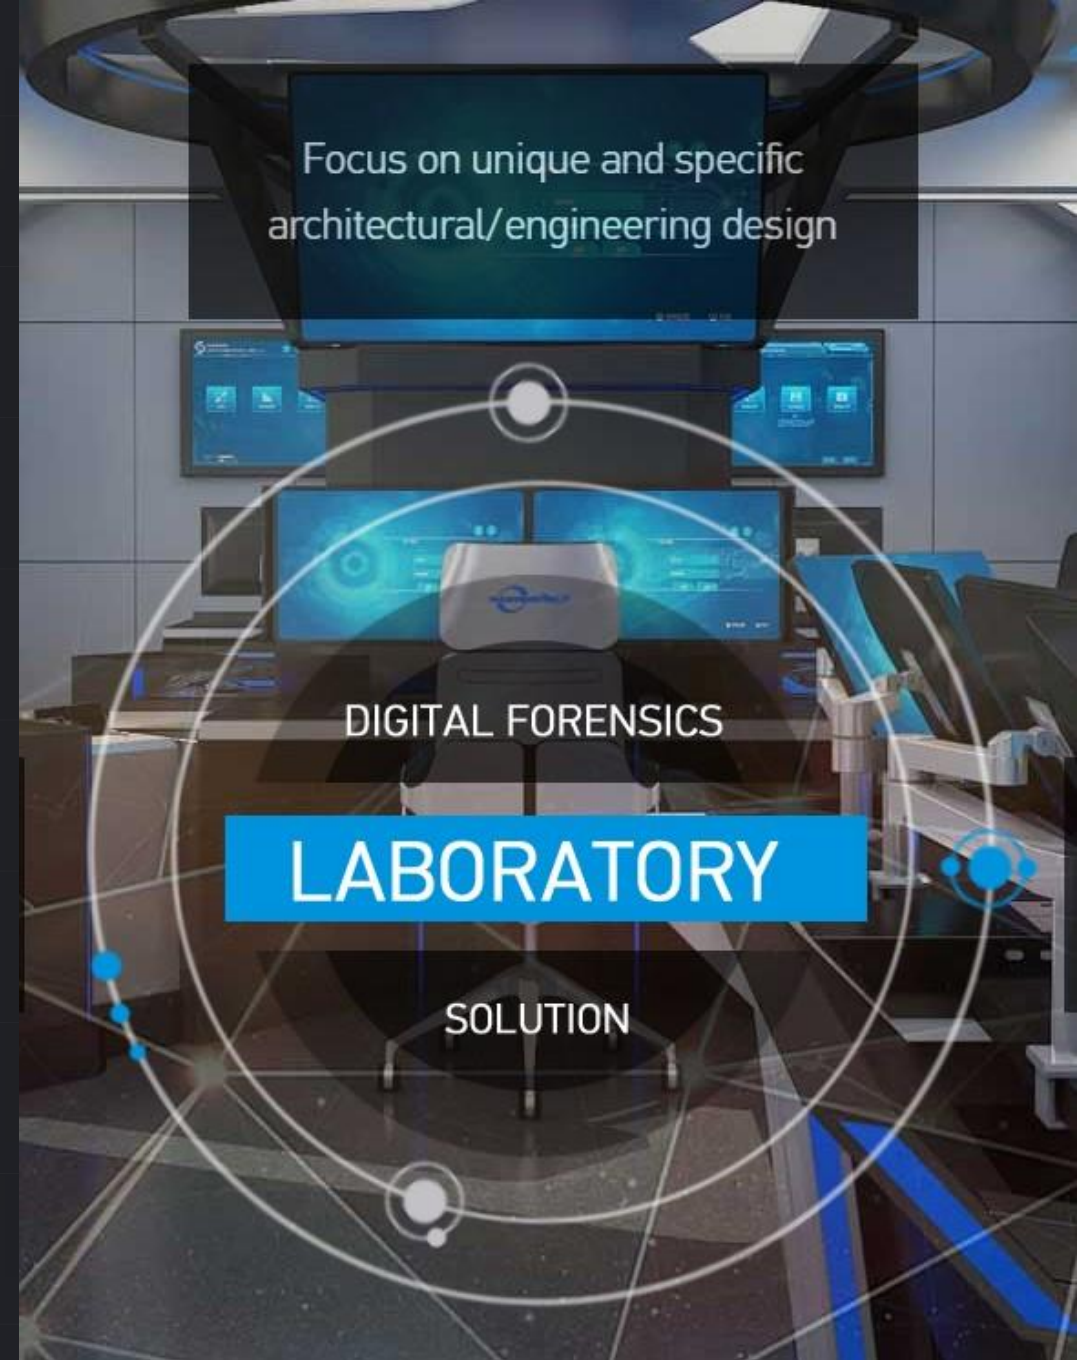 Focus on unique and specific
architectural/engineering design
DIGITAL FORENSICS
LABORATORY
SOLUTION